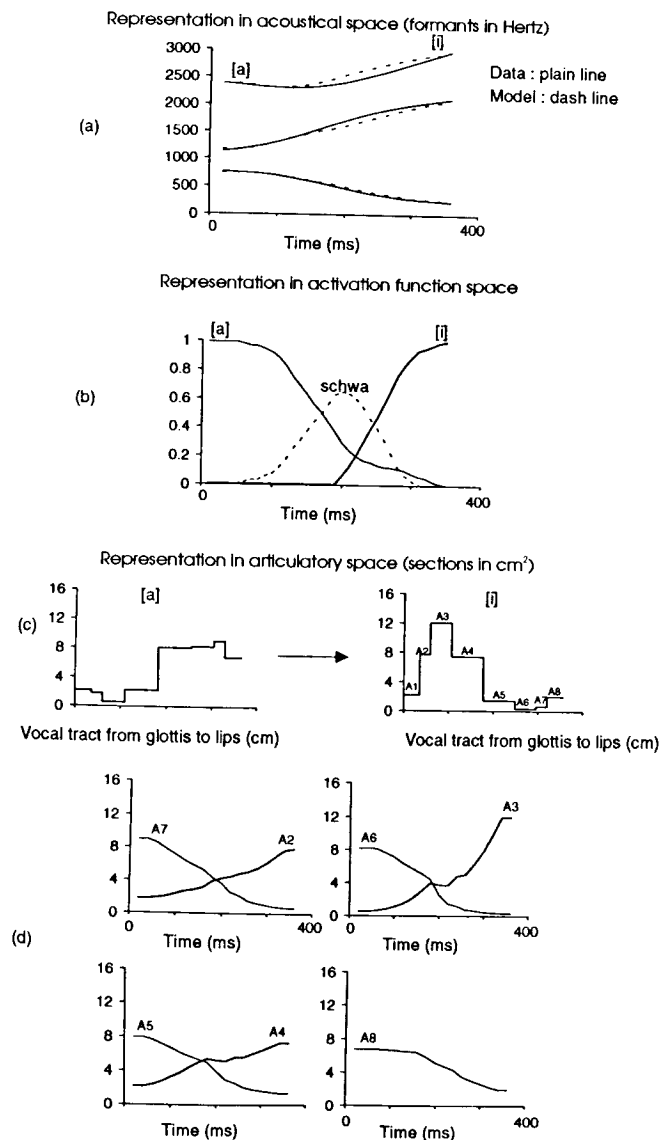 Representation in acoustical space (formants in Hertz)
3000
2500
2000
1500
1000
500
0
[a]
[i]
Data : plain line
Model : dash line
(a)
0
400
Time (ms)
Representation in activation function space
[a]
[i]
1
0.8
0.6
0.4
0.2
0
schwa
(b)
0
400
Time (ms)
Representation in articulatory space (sections in cm²)
(c)
16
12
8
4
0
[a]
Vocal tract from glottis to lips (cm)
16
12
8
4
0
[i]
A1
A2
A3
A4
A5
A6
A7
A8
Vocal tract from glottis to lips (cm)
(d)
16
12
8
4
0
A7
A2
0
400
Time (ms)
16
12
8
4
0
A6
A3
0
400
Time (ms)
16
12
8
4
0
A5
A4
0
400
Time (ms)
16
12
8
4
0
A8
0
400
Time (ms)